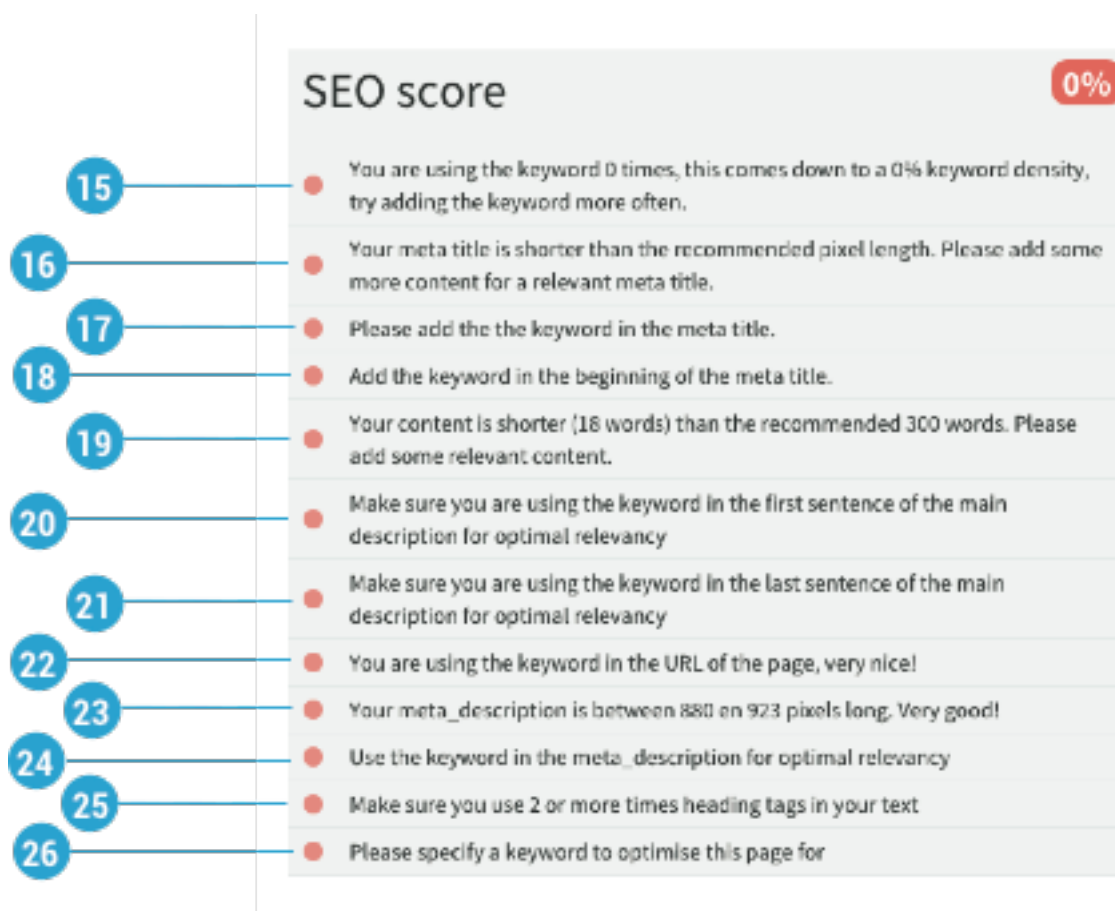 SEO score
0%
15
You are using the keyword 0 times, this comes down to a 0% keyword density,
try adding the keyword more often.
16
Your meta title is shorter than the recommended pixel length. Please add some
more content for a relevant meta title.
17
Please add the the keyword in the meta title.
18
Add the keyword in the beginning of the meta title.
19
Your content is shorter (18 words) than the recommended 300 words. Please
add some relevant content.
20
Make sure you are using the keyword in the first sentence of the main
description for optimal relevancy
21
Make sure you are using the keyword in the last sentence of the main
description for optimal relevancy
22
You are using the keyword in the URL of the page, very nice!
23
Your meta_description is between 880 en 923 pixels long. Very good!
24
Use the keyword in the meta_description for optimal relevancy
25
Make sure you use 2 or more times heading tags in your text
26
Please specify a keyword to optimise this page for